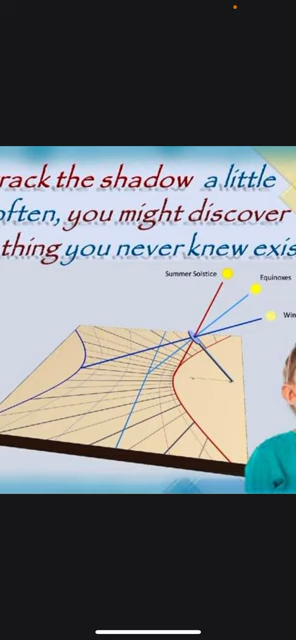 rack the shadow a little
often, you might discover
thing you never knew exis
Summer Solstice
Equinoxes
Win